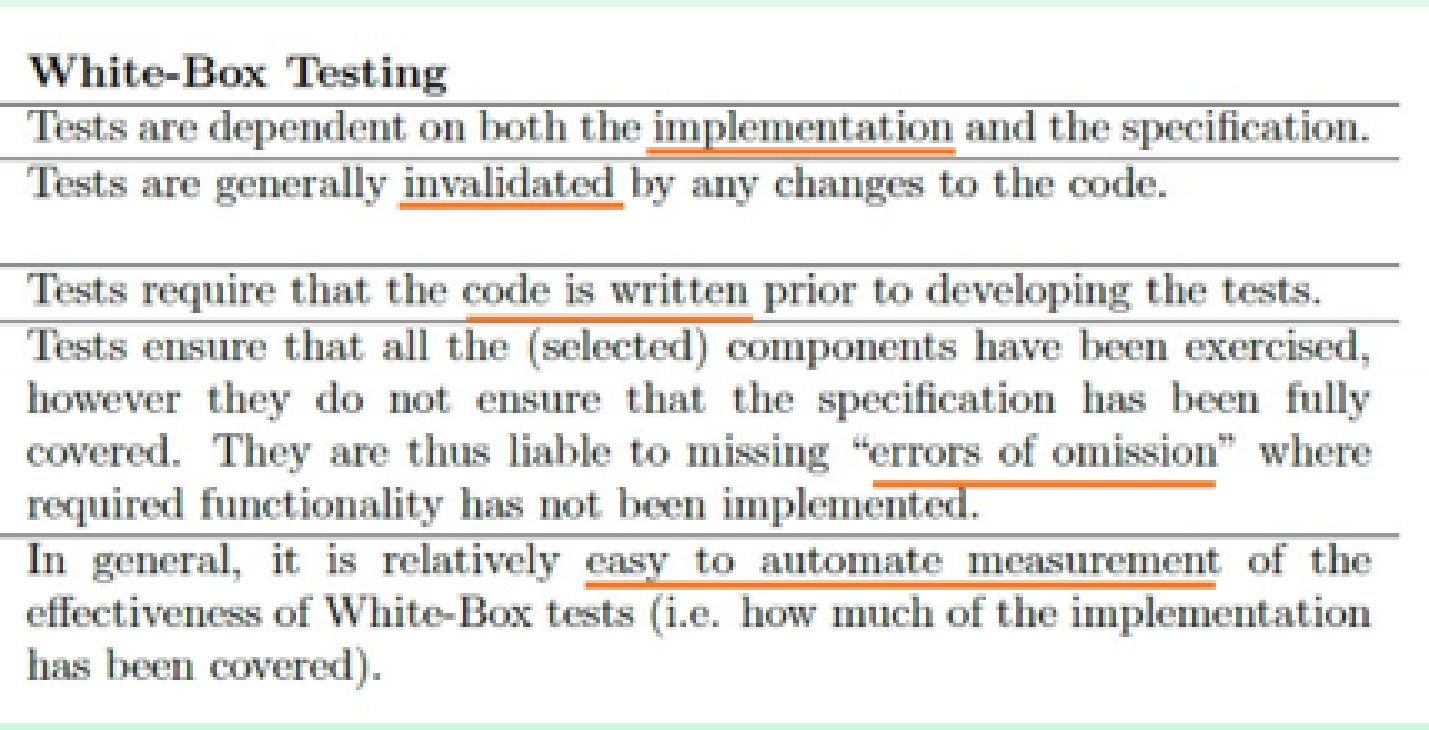 White-Box Testing
Tests are dependent on both the implementation and the specification.
Tests are generally invalidated by any changes to the code.
Tests require that the code is written prior to developing the tests.
Tests ensure that all the (selected) components have been exercised,
however they do not ensure that the specification has been fully
covered. They are thus liable to missing “errors of omission” where
required functionality has not been implemented.
In general, it is relatively easy to automate measurement of the
effectiveness of White-Box tests (i.e. how much of the implementation
has been covered).